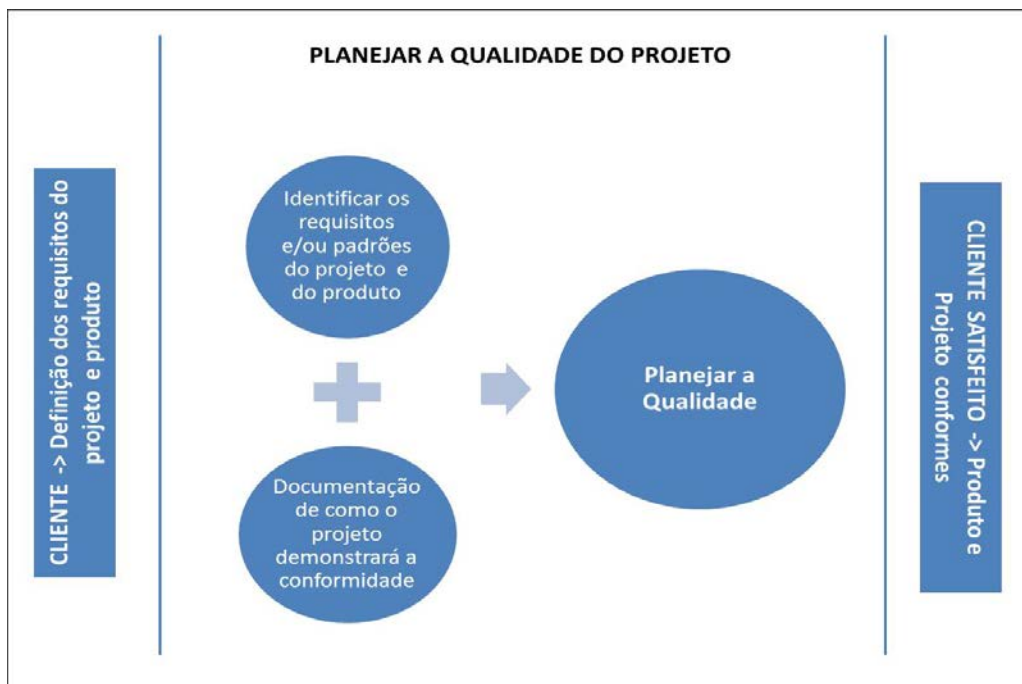 PLANEJAR A QUALIDADE DO PROJETO
CLIENTE -> Definição dos requisitos do
projeto e produto
Identificar os
requisitos
e/ou padrões
do projeto e
do produto
Documentação
de como o
projeto
demonstrará a
conformidade
Planejar a
Qualidade
CLIENTE SATISFEITO -> Produto e
Projeto conformes